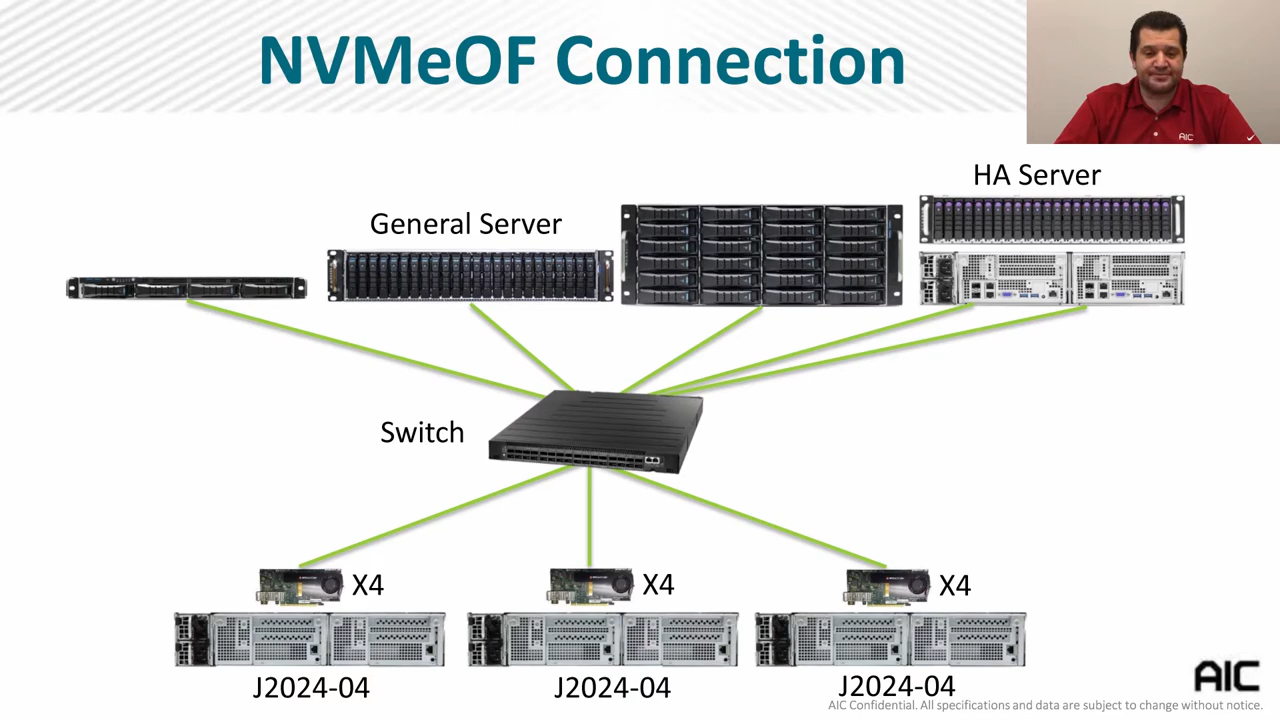 NVMeOF Connection
AIC
HA Server
General Server
Switch
X4
X4
X4
J2024-04
J2024-04
J2024-04
AIC
AIC Confidential. All specifications and data are subject to change without notice.